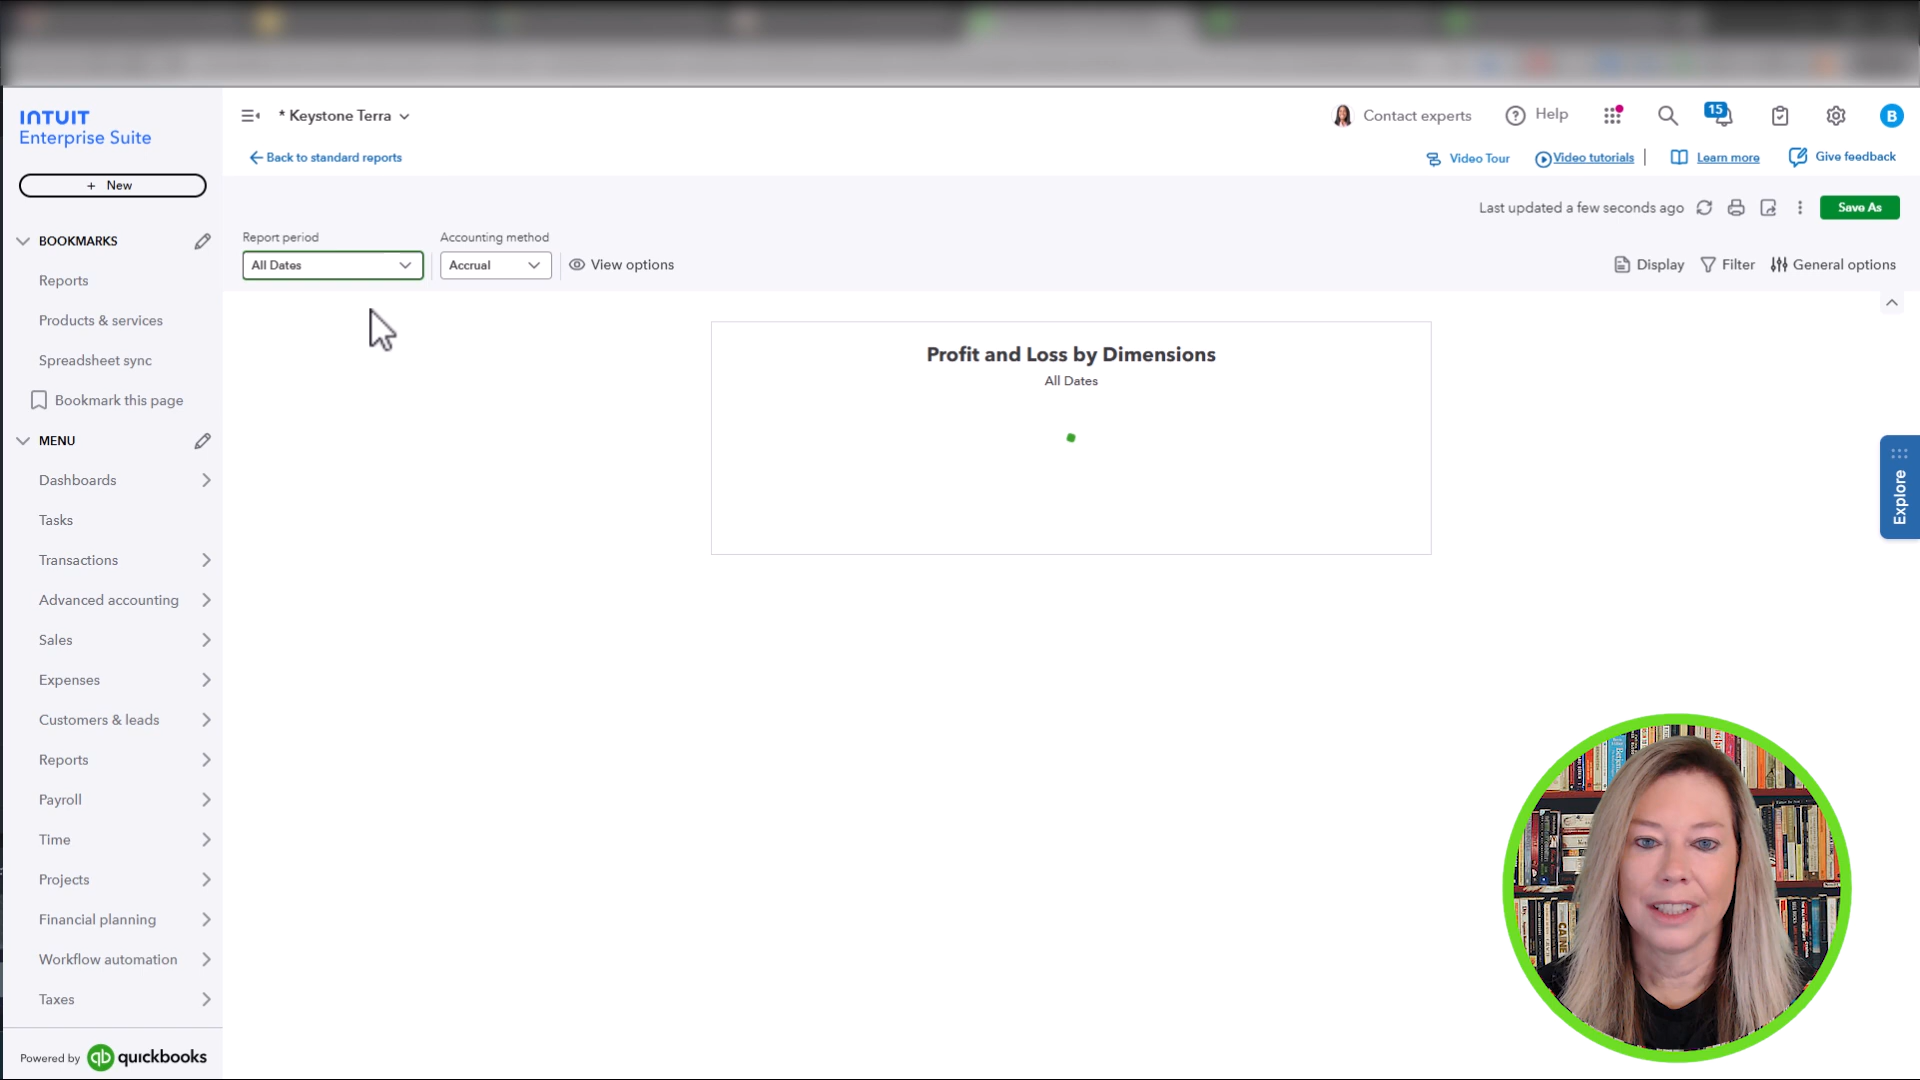 INTUIT
Enterprise Suite
* Keystone Terra
Contact experts
Help
15
B
Back to standard reports
Video Tour
Video tutorials
Learn more
Give feedback
+ New
Last updated a few seconds ago
Save As
Report period
Accounting method
All Dates
Accrual
View options
Display
Filter
General options
BOOKMARKS
Reports
Products & services
Spreadsheet sync
Bookmark this page
MENU
Dashboards
Tasks
Transactions
Advanced accounting
Sales
Expenses
Customers & leads
Reports
Payroll
Time
Projects
Financial planning
Workflow automation
Taxes
Powered by qb quickbooks
Profit and Loss by Dimensions
All Dates
Explore
CAINE